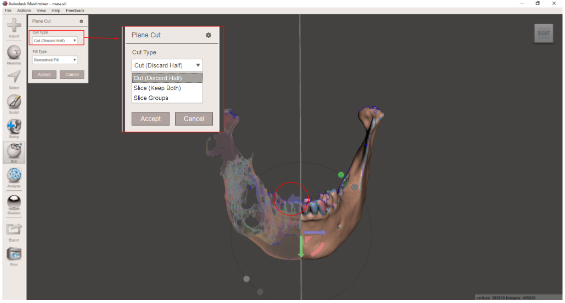 Autodesk Meshmixer - mesa.stl
File Actions View Help Feedback
Plane Cut
Cut Type
Cut (Discard Half)
Fill Type
Remeshed Fill
Accept Cancel
Plane Cut
Cut Type
Cut (Discard Half)
Cut (Discard Half)
Slice (Keep Both)
Slice Groups
Accept Cancel
Import
Meshmix
Select
Sculpt
Stamp
Edit
Analysis
Shaders
Export
Print